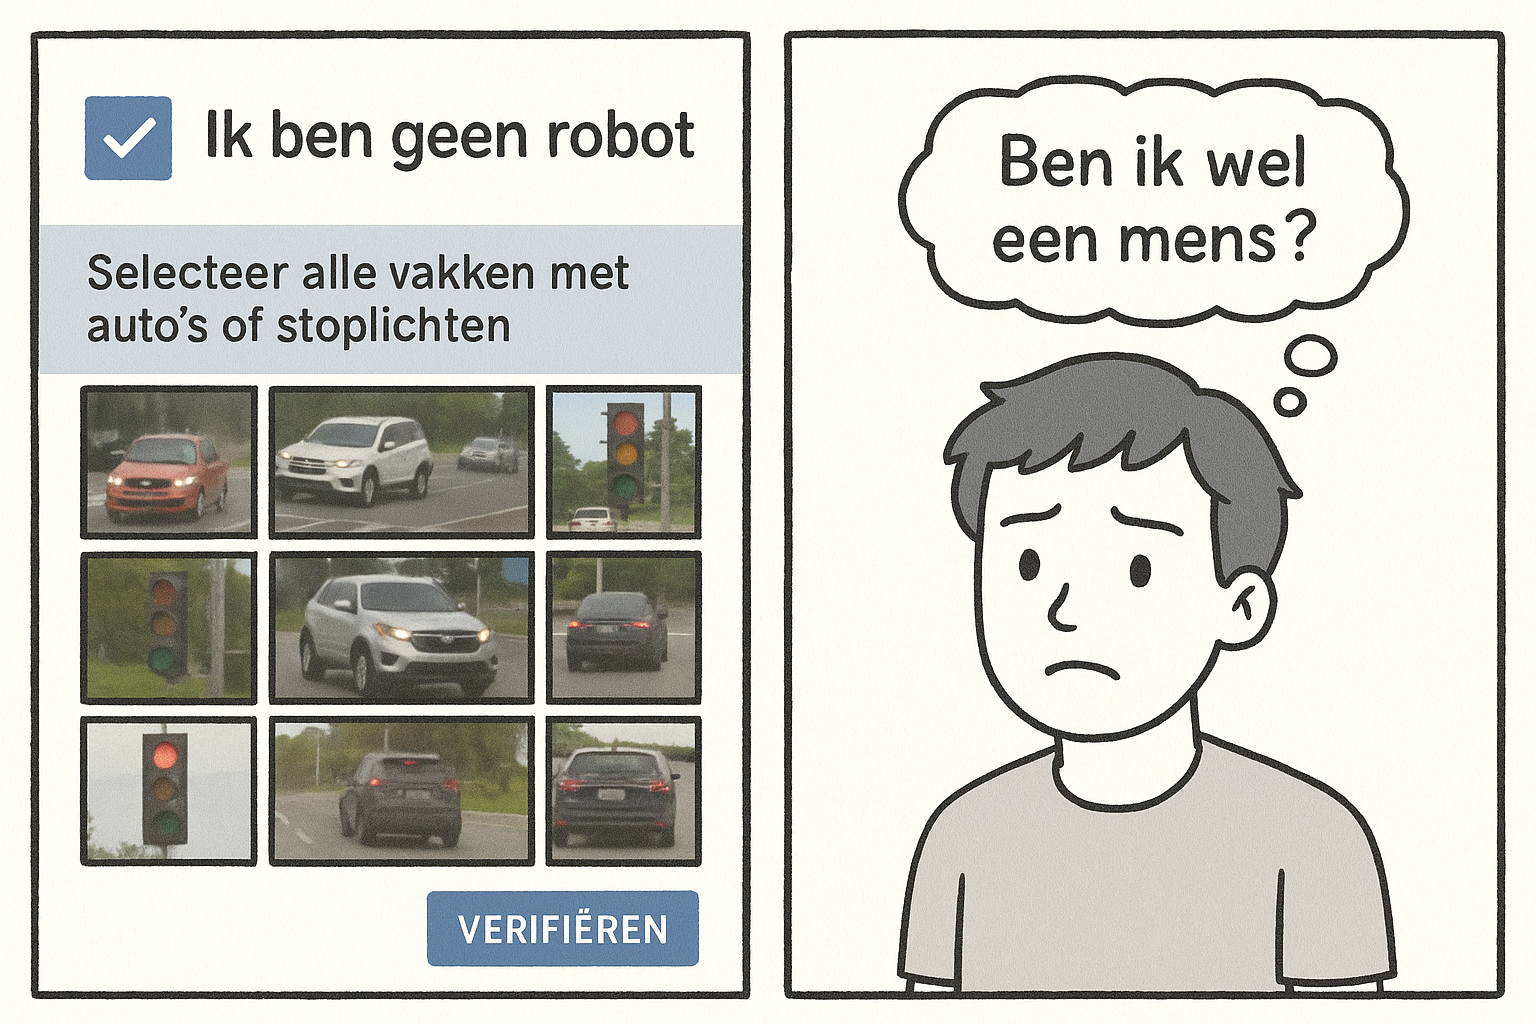 Ik ben geen robot
Selecteer alle vakken met
auto's of stoplichten
VERIFIËREN
Ben ik wel
een mens?